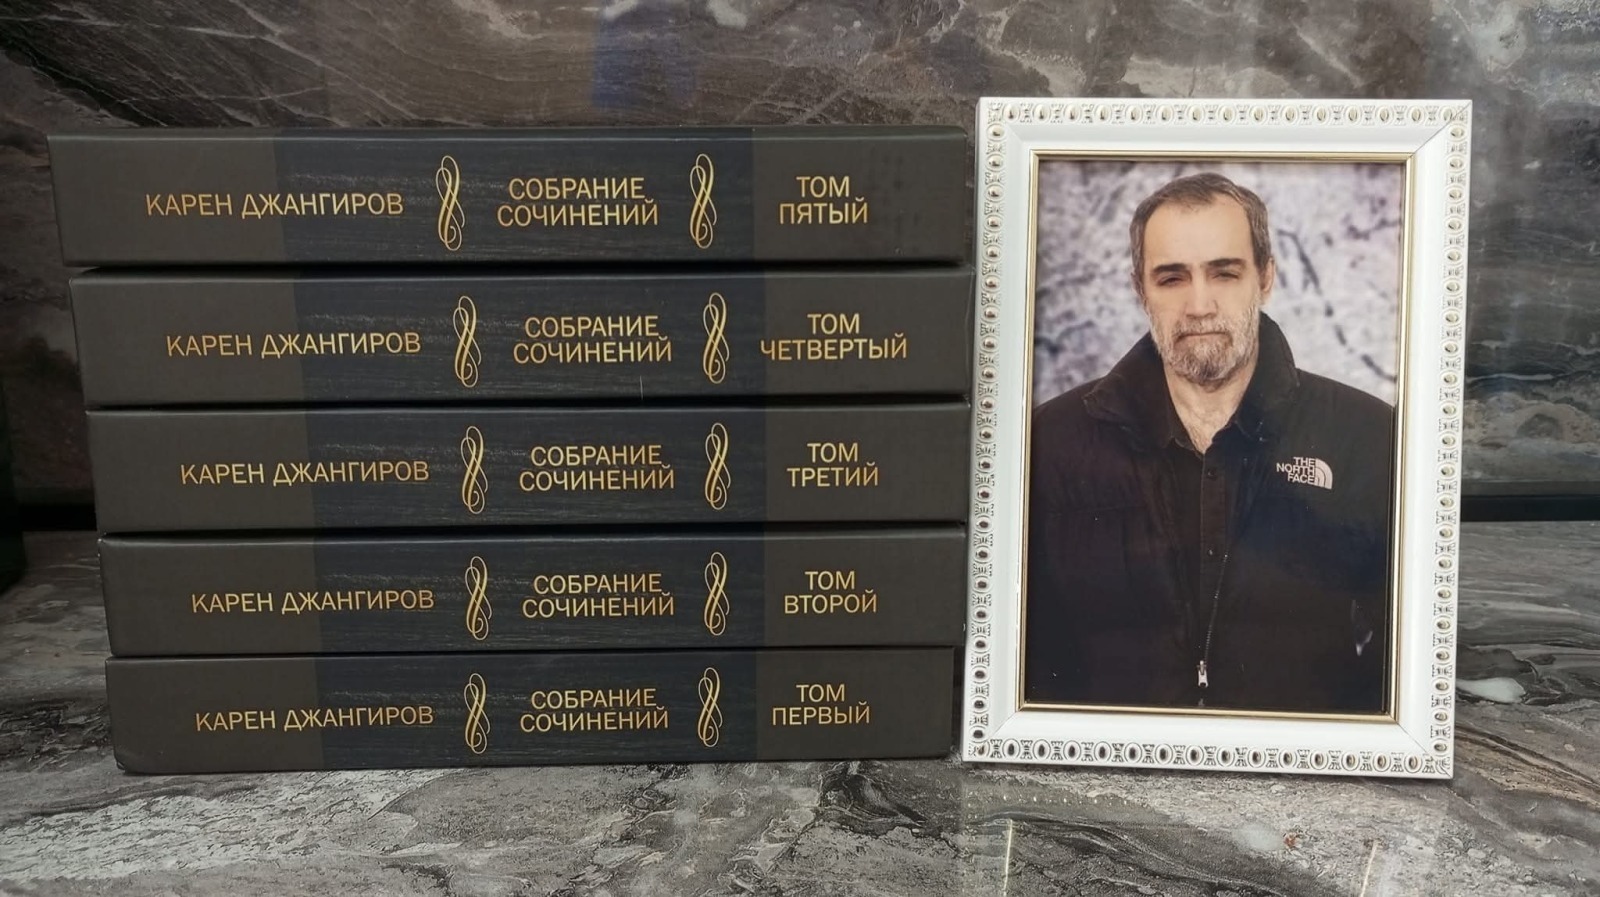 КАРЕН ДЖАНГИРОВ
СОБРАНИЕ
СОЧИНЕНИЙ
ТОМ
ПЯТЫЙ
КАРЕН ДЖАНГИРОВ
СОБРАНИЕ
СОЧИНЕНИЙ
ТОМ
ЧЕТВЕРТЫЙ
КАРЕН ДЖАНГИРОВ
СОБРАНИЕ
СОЧИНЕНИЙ
ТОМ
ТРЕТИЙ
КАРЕН ДЖАНГИРОВ
СОБРАНИЕ
СОЧИНЕНИЙ
ТОМ
ВТОРОЙ
КАРЕН ДЖАНГИРОВ
СОБРАНИЕ
СОЧИНЕНИЙ
ТОМ
ПЕРВЫЙ
THE
NORTH
FACE